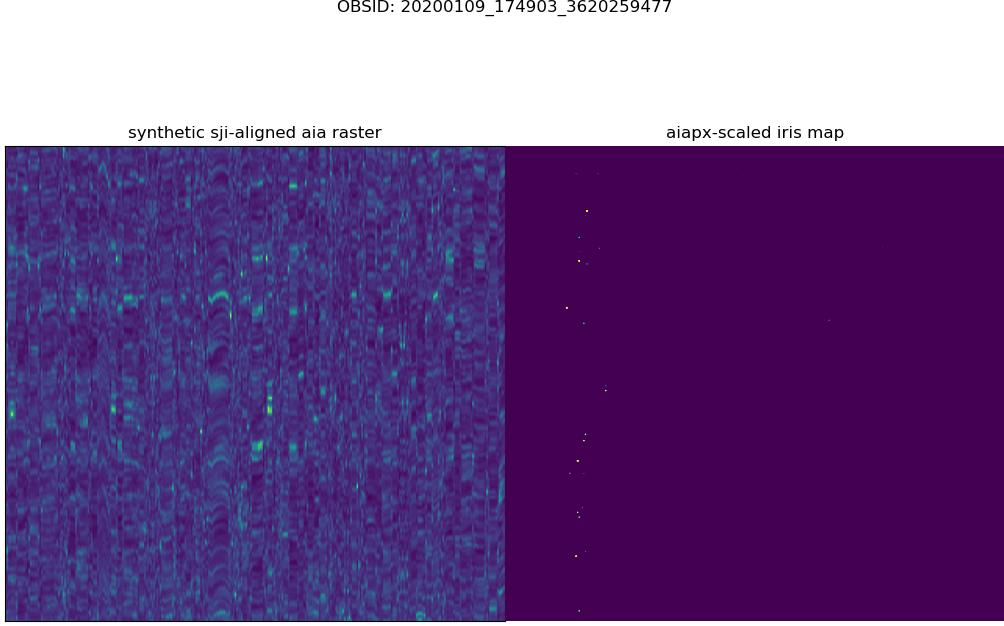 OBSID: 20200109_174903_3620259477
synthetic sji-aligned aia raster
aiapx-scaled iris map